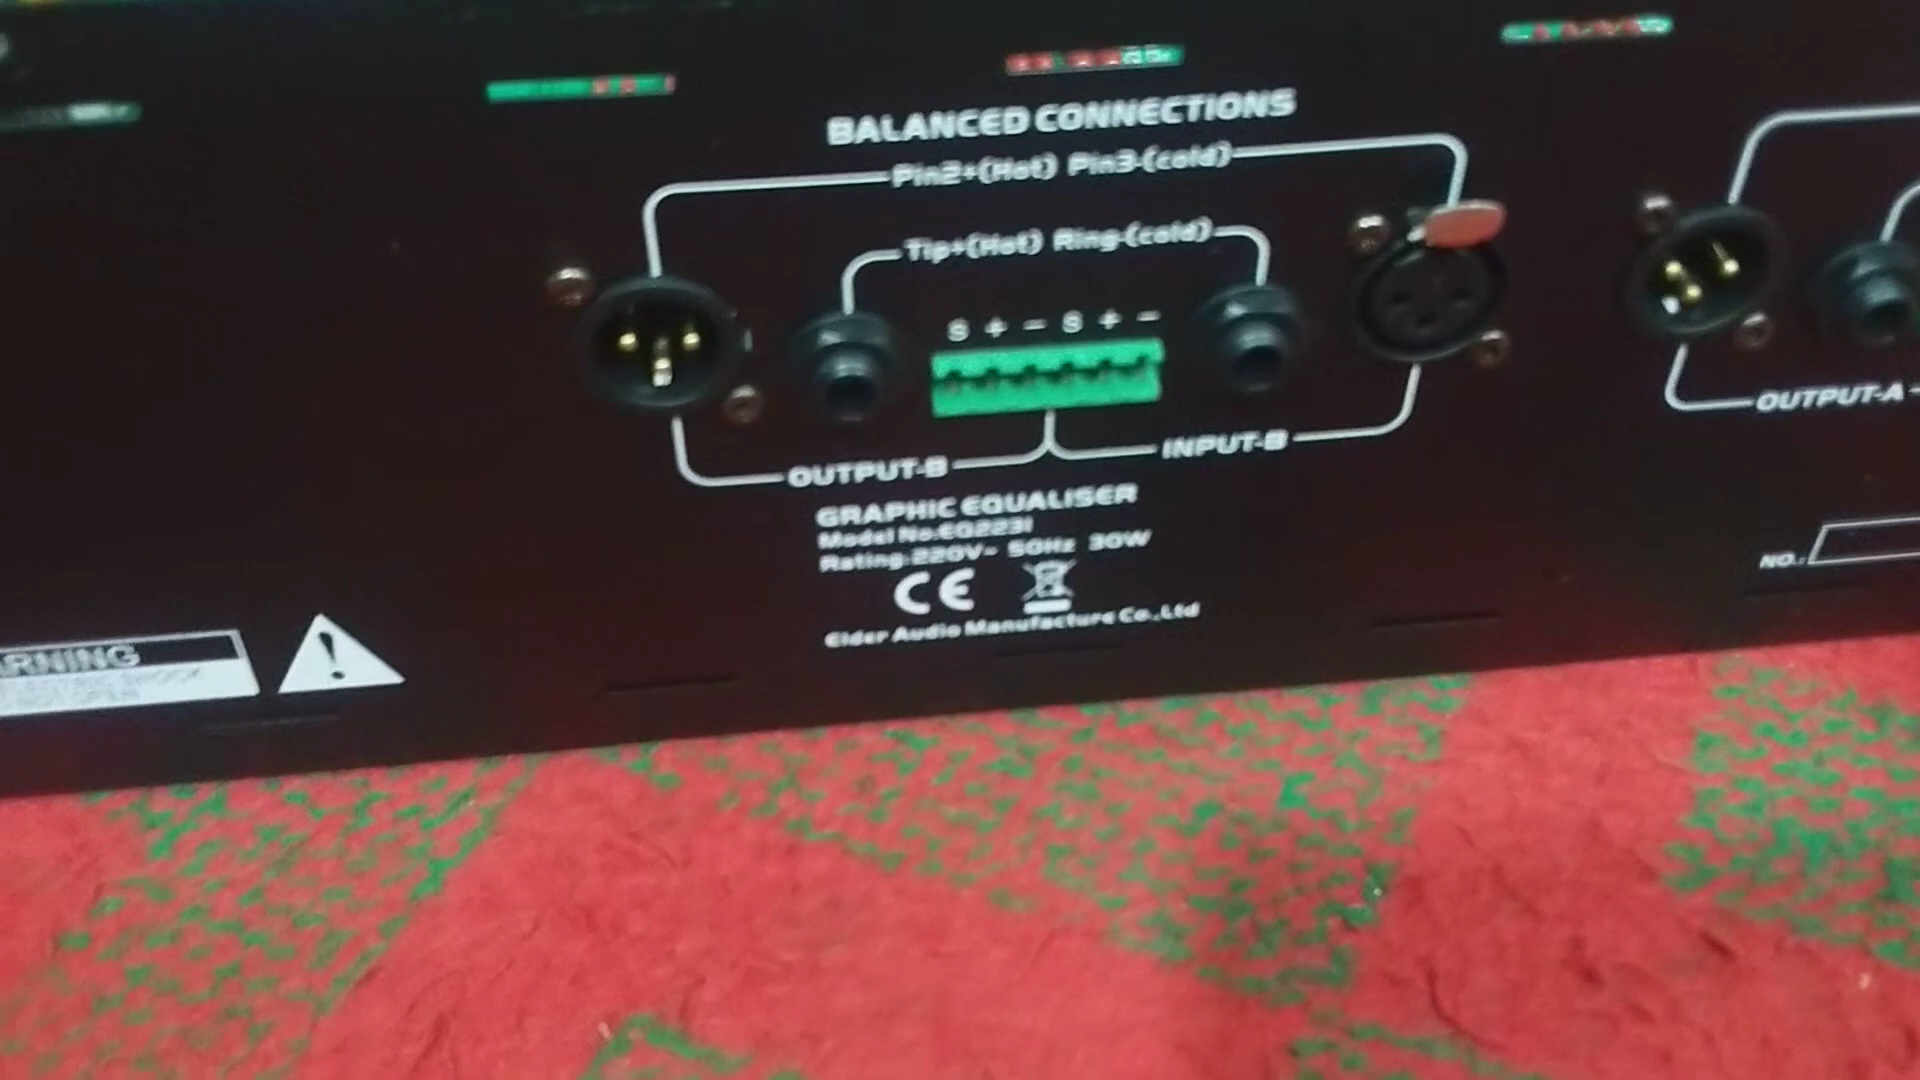 BALANCED CONNECTIONS
Pin2+(Hot) Pin3-(cold)
Tip+(Hot) Ring-(cold)
S + - S + -
OUTPUT-B
INPUT-B
OUTPUT-A
GRAPHIC EQUALISER
Model No:EQ2231
Rating:220V~ 50Hz 30W
CE
Elder Audio Manufacture Co.,Ltd
NO.:
SHOCK